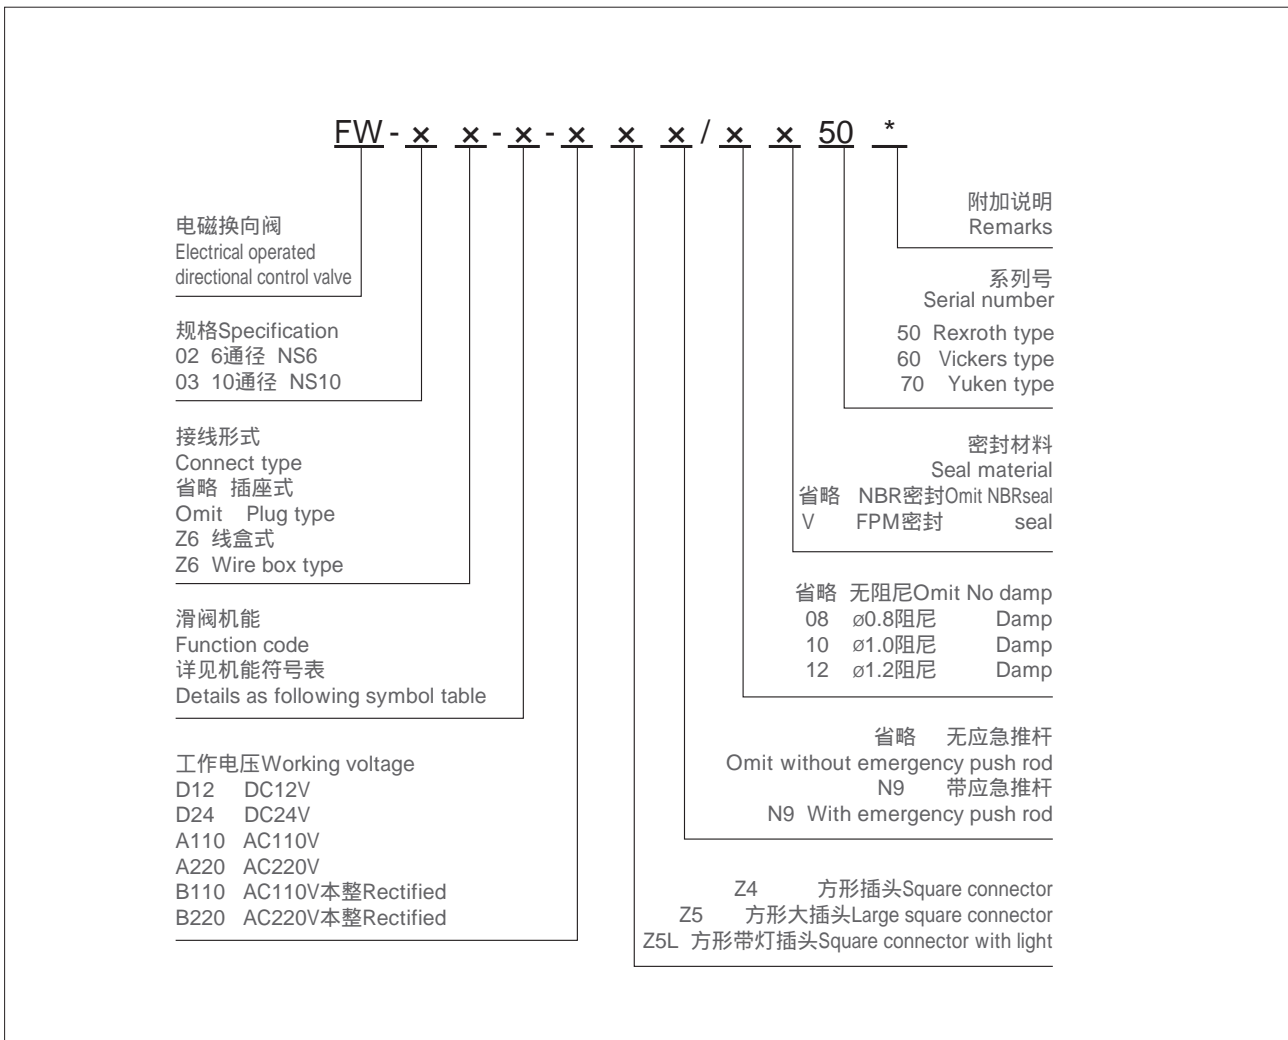 FW - × × - × - × × × / × × 50 *
电磁换向阀
Electrical operated
directional control valve
规格Specification
02 6通径 NS6
03 10通径 NS10
接线形式
Connect type
省略 插座式
Omit Plug type
Z6 线盒式
Z6 Wire box type
滑阀机能
Function code
详见机能符号表
Details as following symbol table
工作电压Working voltage
D12 DC12V
D24 DC24V
A110 AC110V
A220 AC220V
B110 AC110V本整Rectified
B220 AC220V本整Rectified
附加说明
Remarks
系列号
Serial number
50 Rexroth type
60 Vickers type
70 Yuken type
密封材料
Seal material
省略 NBR密封Omit NBRseal
V FPM密封 seal
省略 无阻尼Omit No damp
08 ø0.8阻尼 Damp
10 ø1.0阻尼 Damp
12 ø1.2阻尼 Damp
省略 无应急推杆
Omit without emergency push rod
N9 带应急推杆
N9 With emergency push rod
Z4 方形插头Square connector
Z5 方形大插头Large square connector
Z5L 方形带灯插头Square connector with light